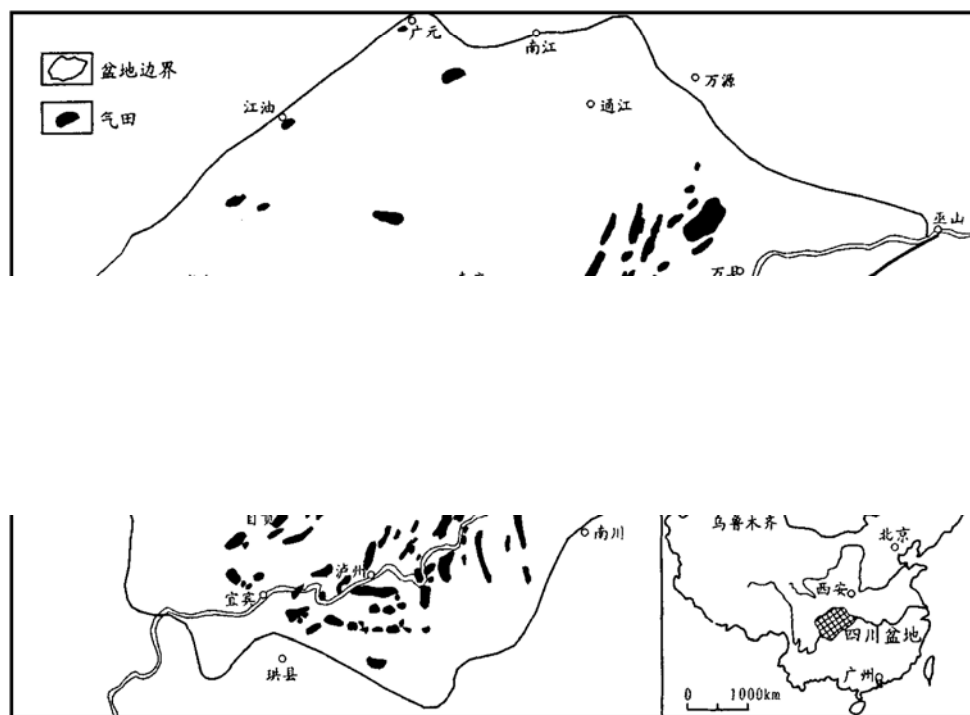 广元
南江
盆地边界
万源
江油
通江
气田
巫山
乌鲁木齐
南川
北京
泸州
宜宾
西安
四川盆地
珙县
广州
0 1000km